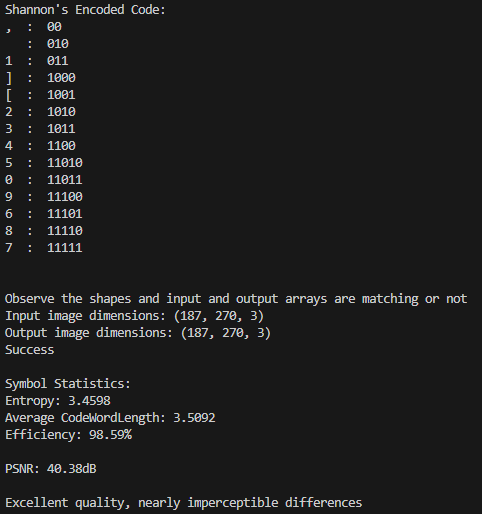 Shannon's Encoded Code:
,  :  00
   :  010
1  :  011
]  :  1000
[  :  1001
2  :  1010
3  :  1011
4  :  1100
5  :  11010
0  :  11011
9  :  11100
6  :  11101
8  :  11110
7  :  11111
Observe the shapes and input and output arrays are matching or not
Input image dimensions: (187, 270, 3)
Output image dimensions: (187, 270, 3)
Success
Symbol Statistics:
Entropy: 3.4598
Average CodeWordLength: 3.5092
Efficiency: 98.59%
PSNR: 40.38dB
Excellent quality, nearly imperceptible differences